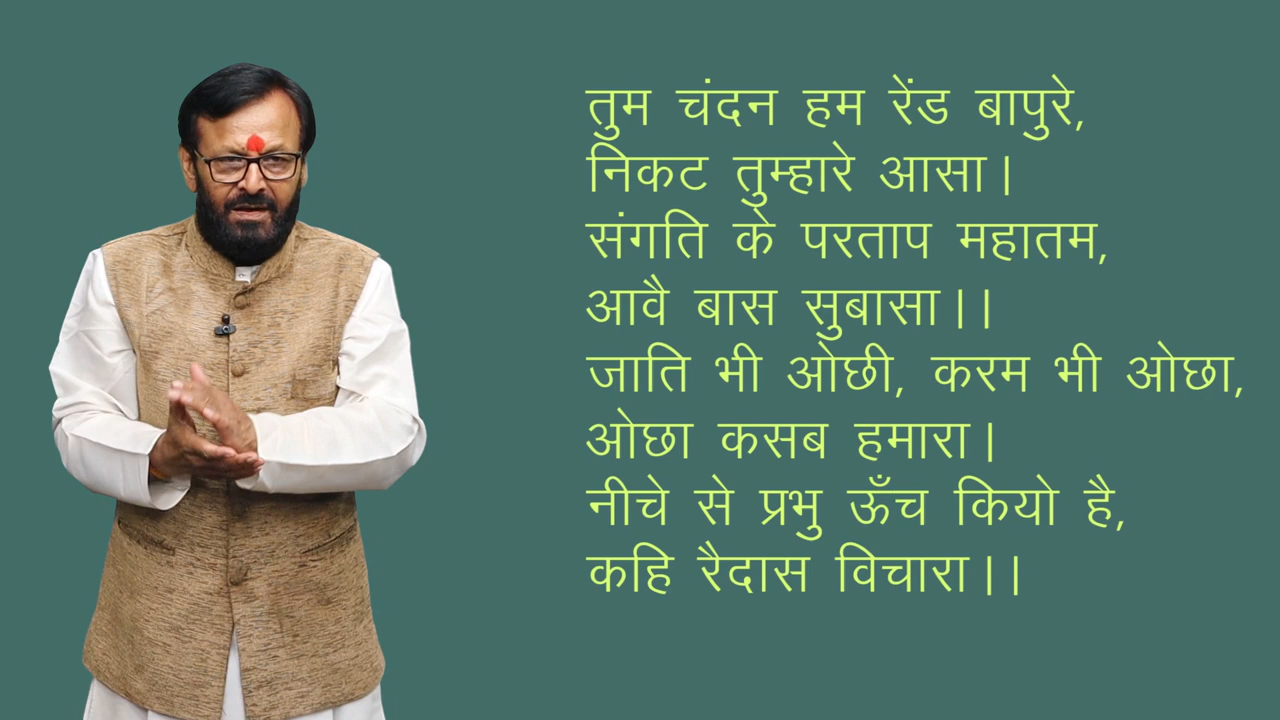 तुम चंदन हम रेंड बापुरे,
निकट तुम्हारे आसा।
संगति के परताप महातम,
आवै बास सुबासा।।
जाति भी ओछी, करम भी ओछा,
ओछा कसब हमारा।
नीचे से प्रभु ऊँच कियो है,
कहि रैदास विचारा।।